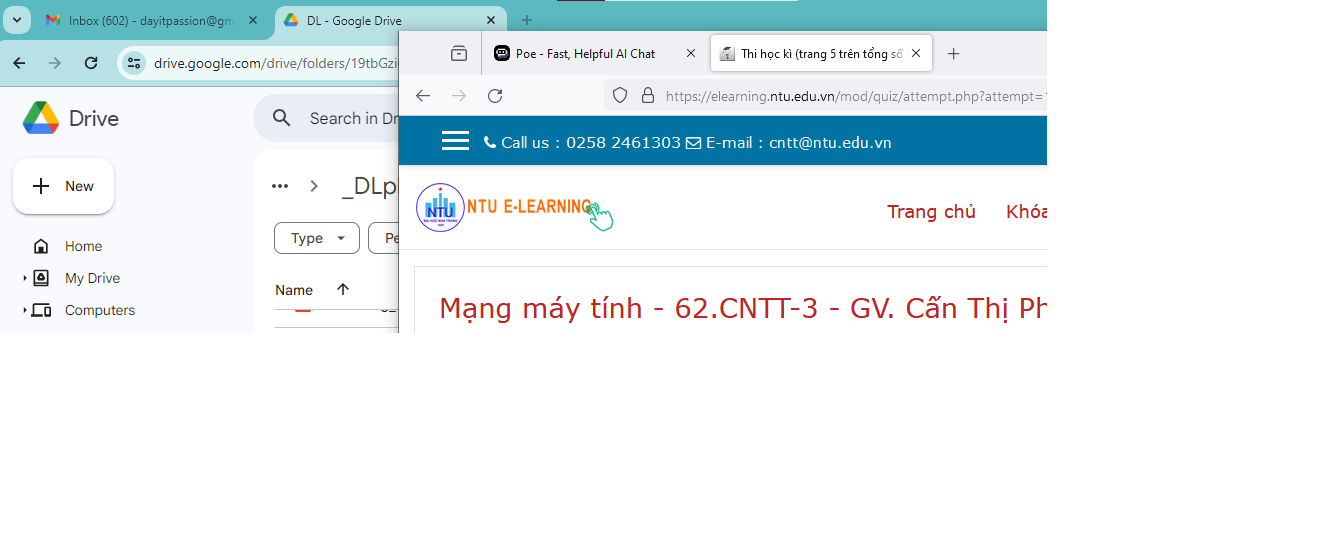 Inbox (602) - dayitpassion@gm
DL - Google Drive
drive.google.com/drive/folders/19tbGzi
Drive
Search in Dr
New
_DLp
Type
Pe
Home
My Drive
Computers
Name
Poe - Fast, Helpful AI Chat
Thi học kì (trang 5 trên tổng số
https://elearning.ntu.edu.vn/mod/quiz/attempt.php?attempt=
Call us : 0258 2461303 E-mail : cntt@ntu.edu.vn
NTU
NTU E-LEARNING
Trang chủ Khóa
Mạng máy tính - 62.CNTT-3 - GV. Cấn Thị Ph